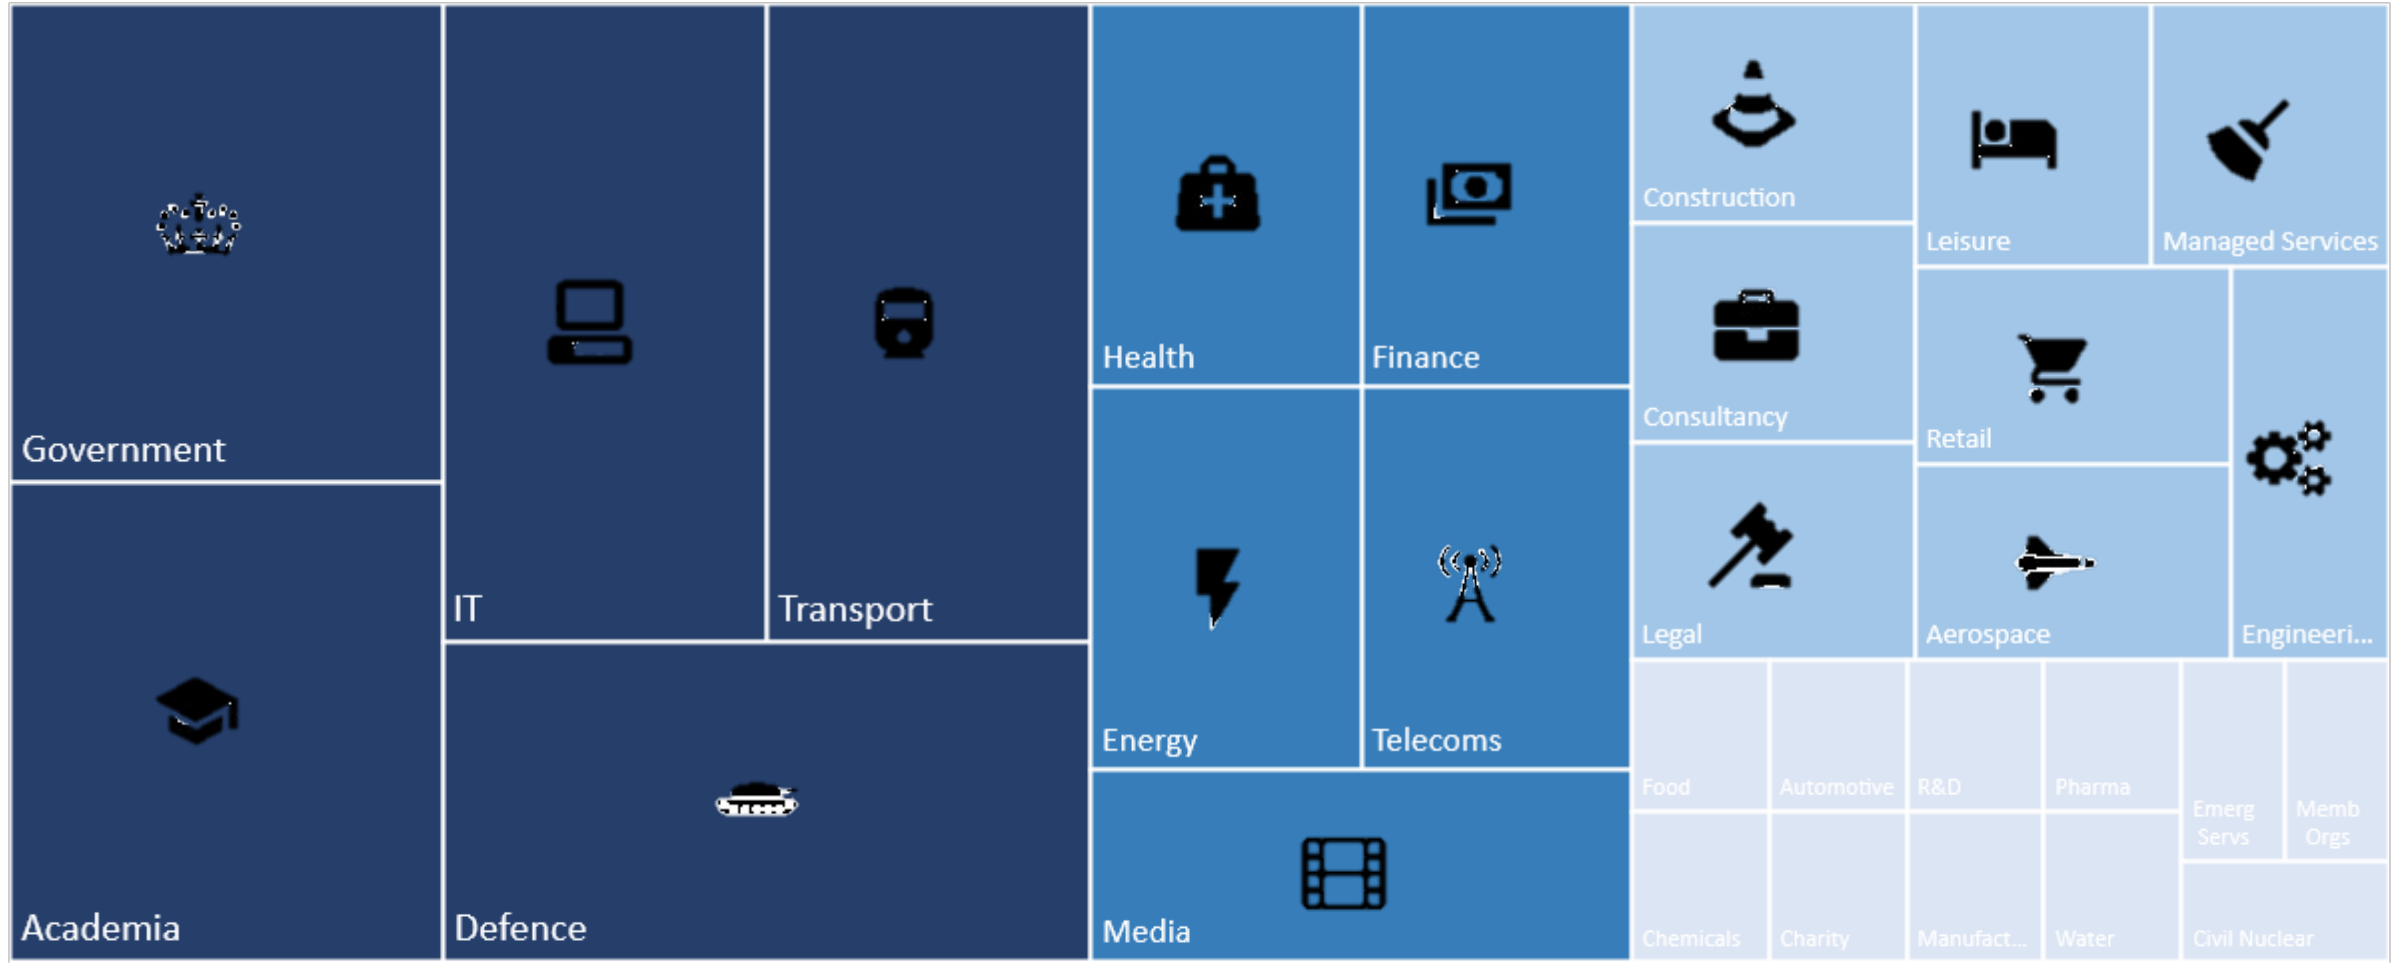 Government
Academia
IT
Transport
Defence
Health
Finance
Energy
Telecoms
Media
Construction
Consultancy
Legal
Leisure
Managed Services
Retail
Aerospace
Engineeri...
Food
Automotive
R&D
Pharma
Emerg
Servs
Memb
Orgs
Chemicals
Charity
Manufact...
Water
Civil Nuclear